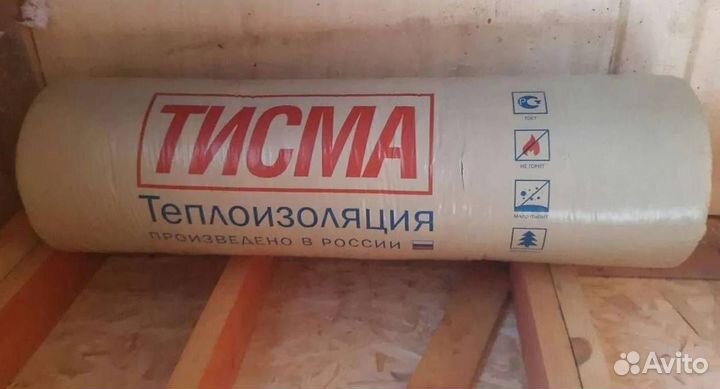 ТИСМА
Теплоизоляция
ПРОИЗВЕДЕНО В РОССИИ
ГОСТ
НЕ ГОРИТ
Avito